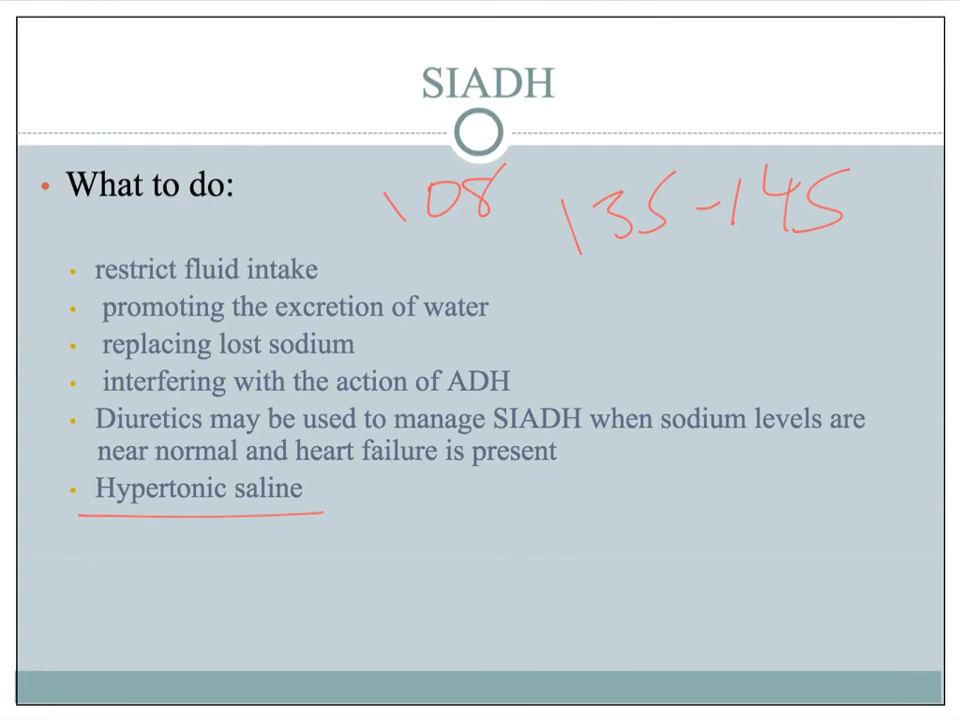 SIADH
• What to do:
108 135-145
• restrict fluid intake
• promoting the excretion of water
• replacing lost sodium
• interfering with the action of ADH
• Diuretics may be used to manage SIADH when sodium levels are
near normal and heart failure is present
• Hypertonic saline